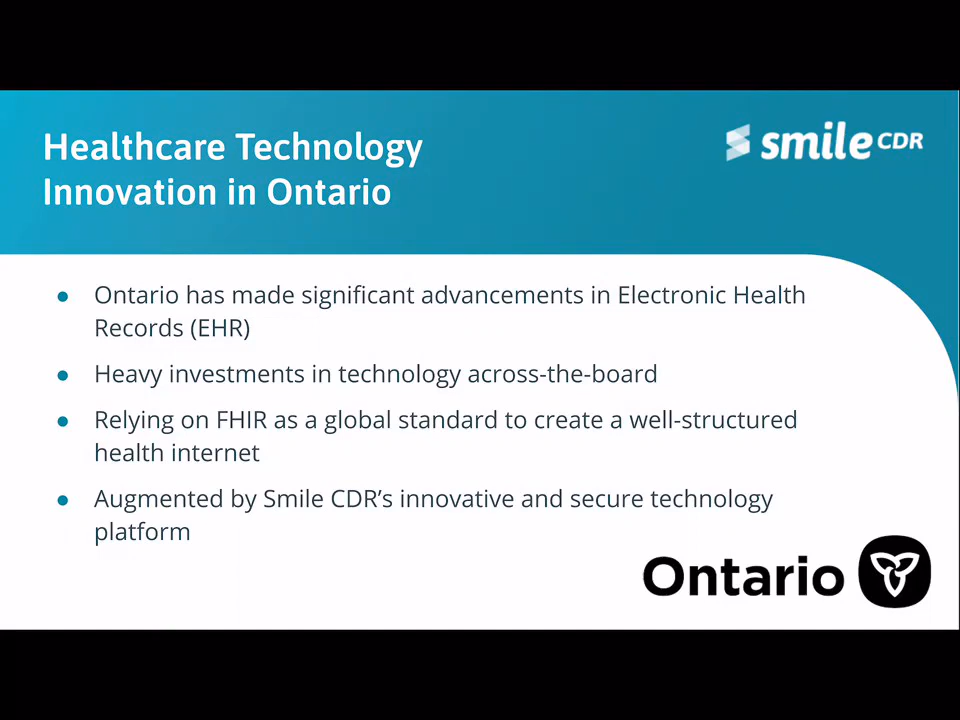 Healthcare Technology
Innovation in Ontario
smile CDR
● Ontario has made significant advancements in Electronic Health
Records (EHR)
● Heavy investments in technology across-the-board
● Relying on FHIR as a global standard to create a well-structured
health internet
● Augmented by Smile CDR’s innovative and secure technology
platform
Ontario